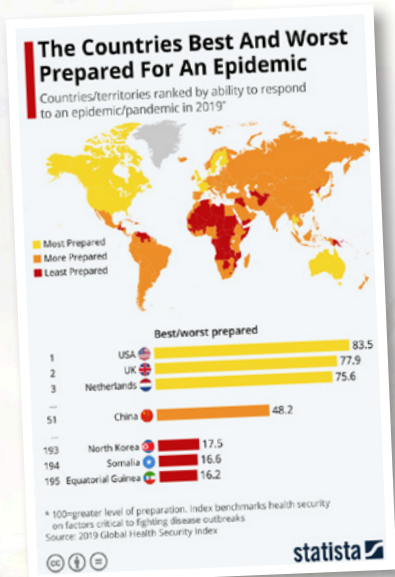 The Countries Best And Worst
Prepared For An Epidemic
Countries/territories ranked by ability to respond
to an epidemic/pandemic in 2019*
Most Prepared
More Prepared
Least Prepared
Best/worst prepared
1 USA 83.5
2 UK 77.9
3 Netherlands 75.6
...
51 China 48.2
...
193 North Korea 17.5
194 Somalia 16.6
195 Equatorial Guinea 16.2
* 100=greater level of preparation. Index benchmarks health security
on factors critical to fighting disease outbreaks
Source: 2019 Global Health Security Index
cc
statista